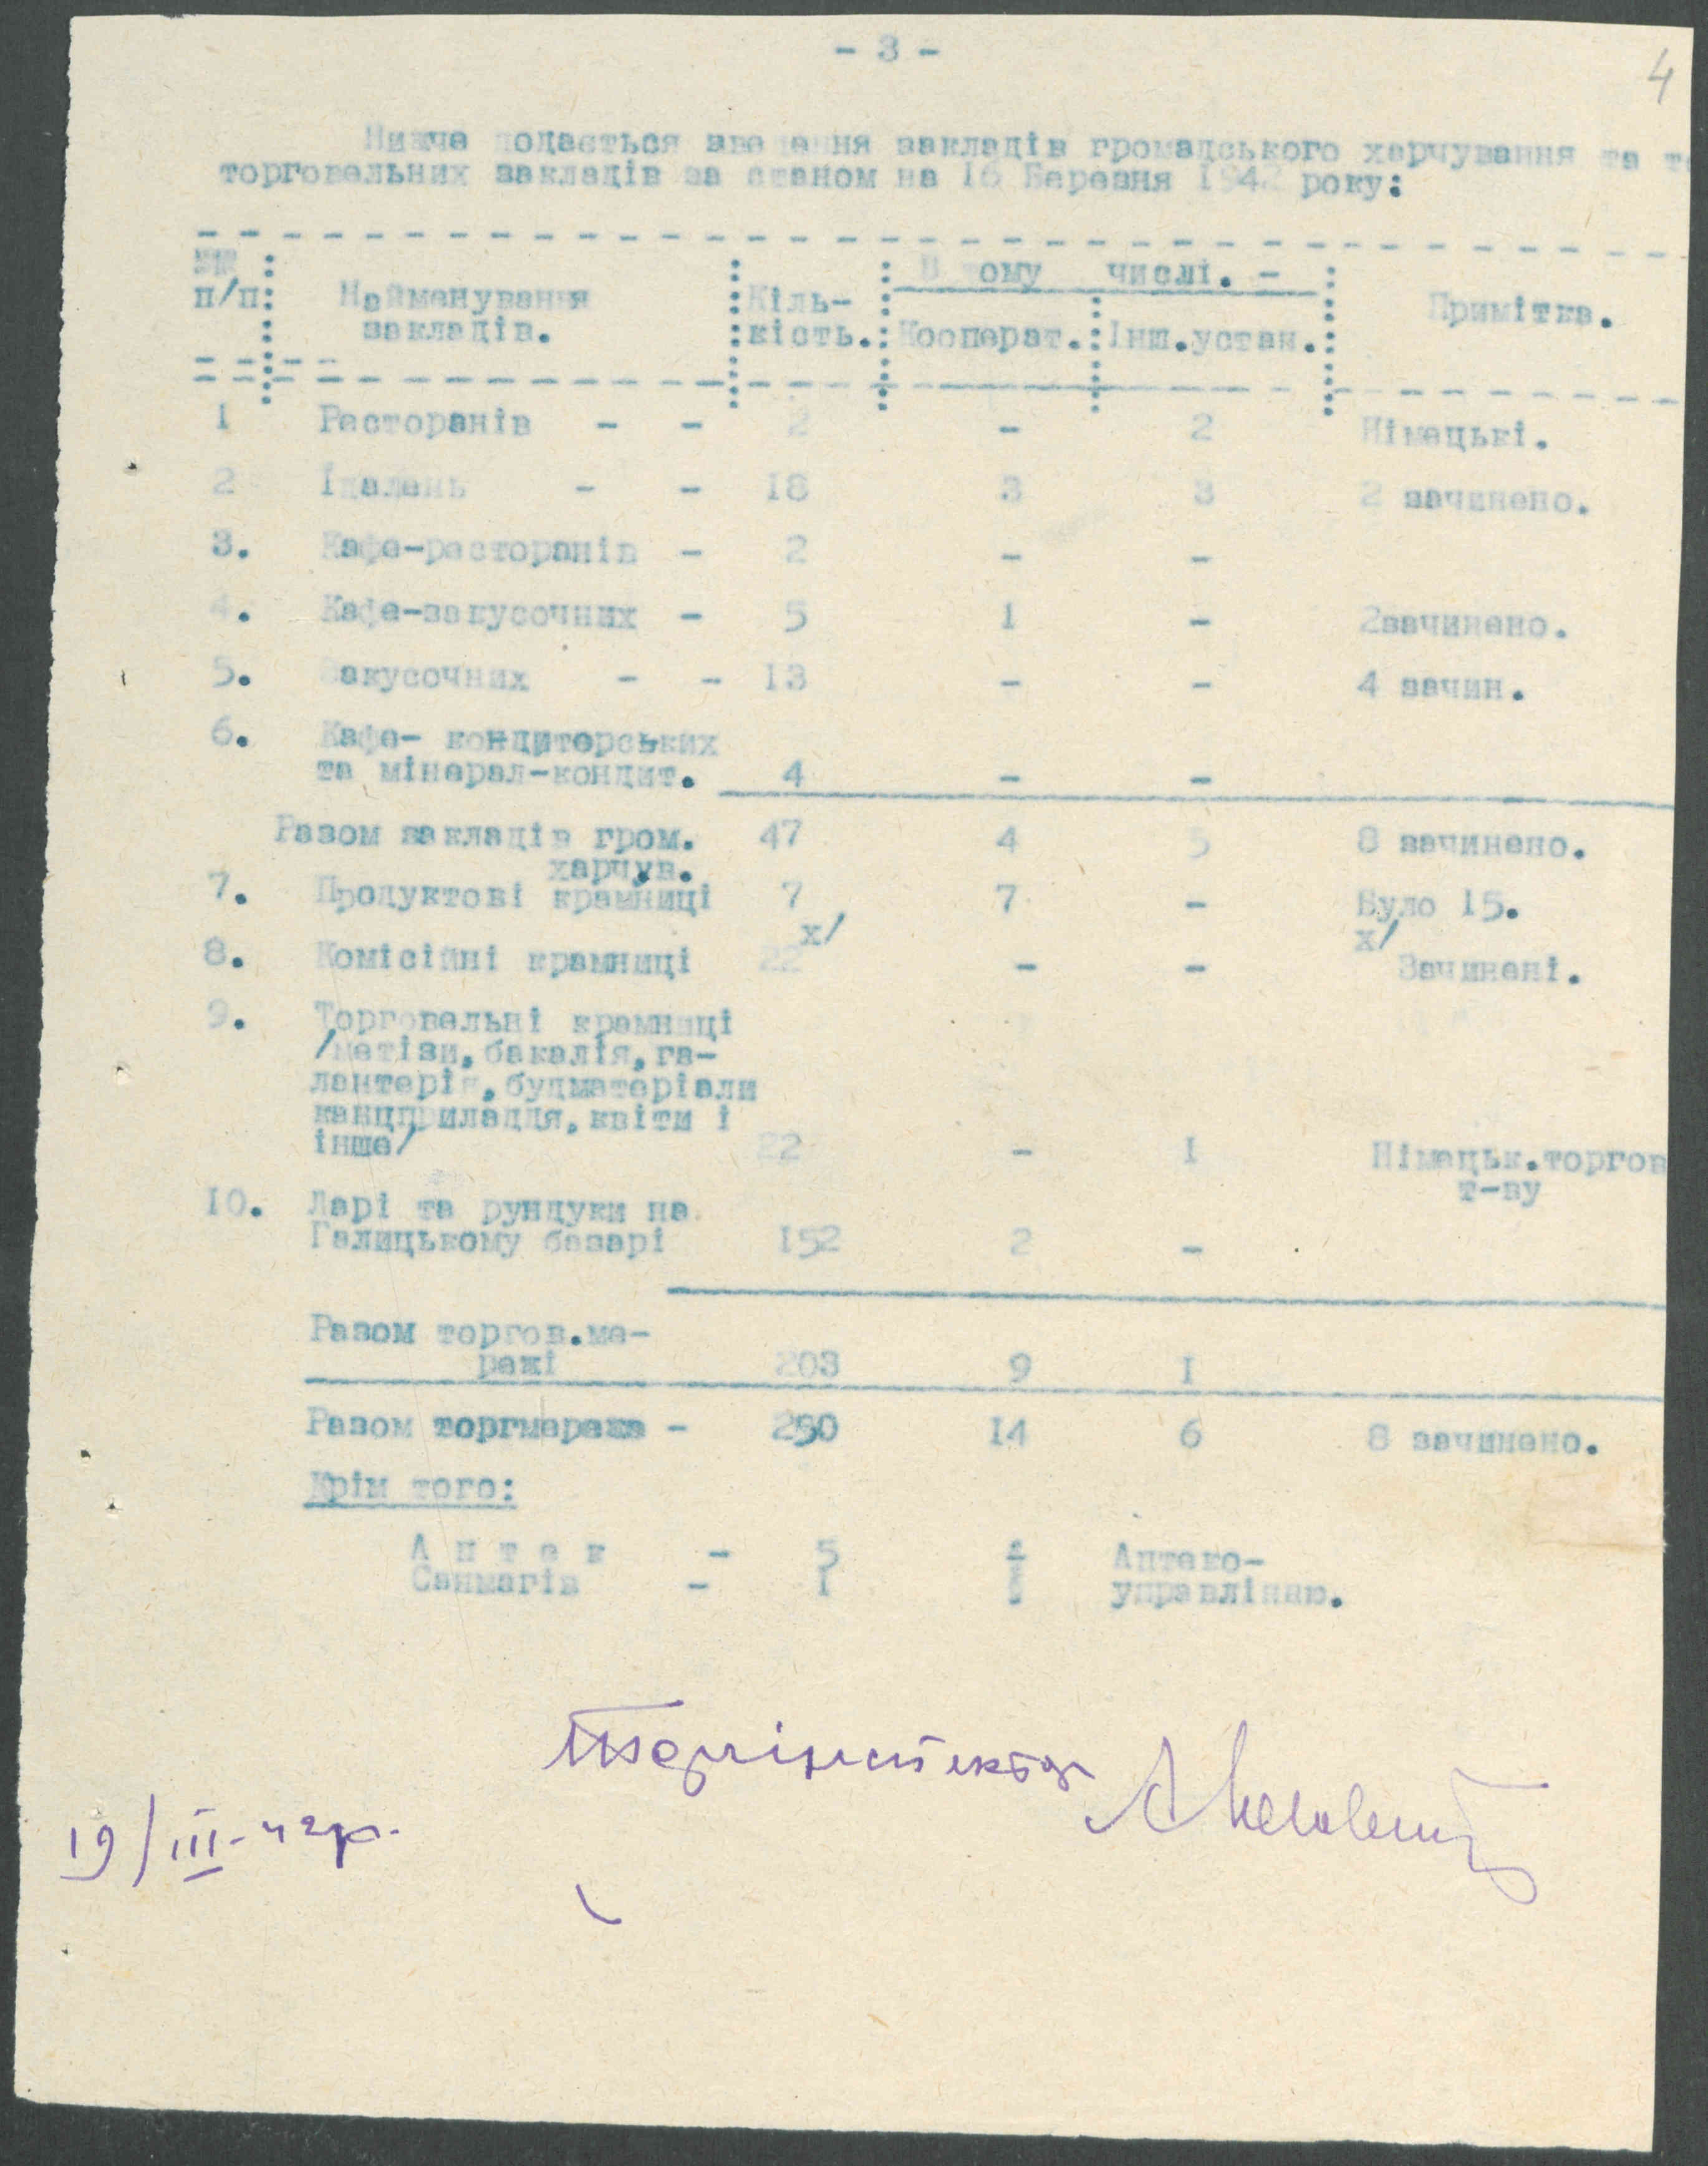 - 3 -
4
Нижче подається зведення закладів громадського харчування та
торговельних закладів за станом на 16 Березня 1942 року:
№№ п/п : Найменування закладів. : Кіль-кість. : В тому числі. - : Примітка.
Кооперат. : Інш.устан.
1 Ресторанів - - 2 - 2 Німецькі.
2 Їдалень - - 18 3 3 2 зачинено.
3. Кафе-ресторанів - 2 - -
4. Кафе-закусочних - 5 1 - 2зачинено.
5. Закусочних - - 13 - - 4 зачин.
6. Кафе- кондиторських
та мінерал-кондит. 4 - -
Разом закладів гром. 47 4 5 8 зачинено.
харчув.
7. Продуктові крамниці 7 7 - Було 15.
х/ х/
8. Комісійні крамниці 22 - - Зачинені.
9. Торговельні крамниці
/метізи, бакалія, га-
лантерія, будматеріали
канцприладдя, квіти і
інше/ 22 - 1 Німецьк.торгов
т-ву
10. Ларі та рундуки на
Галицькому базарі 152 2 -
Разом торгов.ме-
режі 203 9 1
Разом торгмережа - 250 14 6 8 зачинено.
Крім того:
А п т е к - 5 Аптеко-
Санмагів - 1 управлінню.
Торгінспектор
19/III-42р.